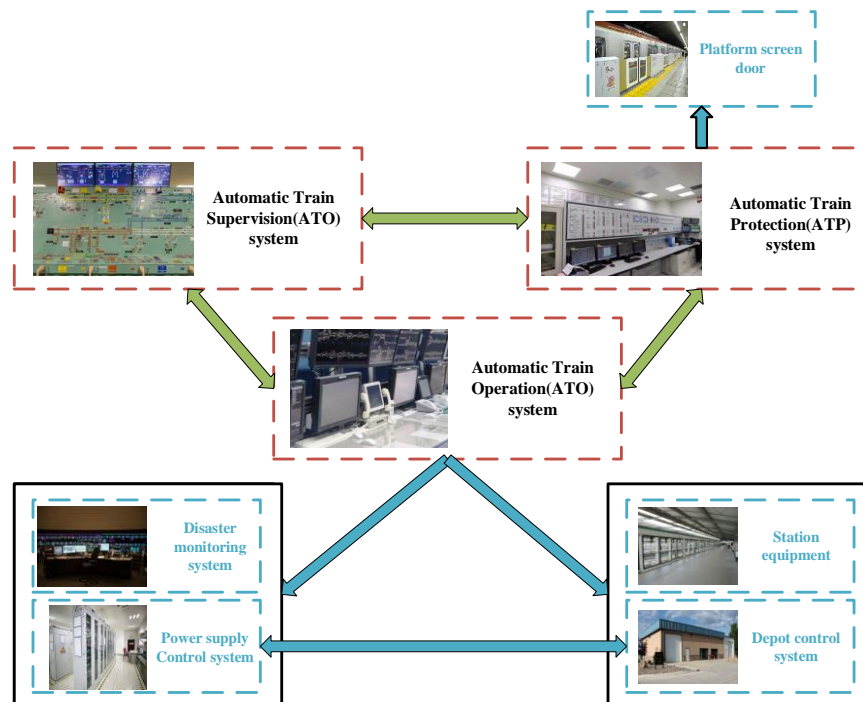 Platform screen
door
Automatic Train
Supervision(ATO)
system
Automatic Train
Protection(ATP)
system
Automatic Train
Operation(ATO)
system
Disaster
monitoring
system
Station
equipment
Power supply
Control system
Depot control
system